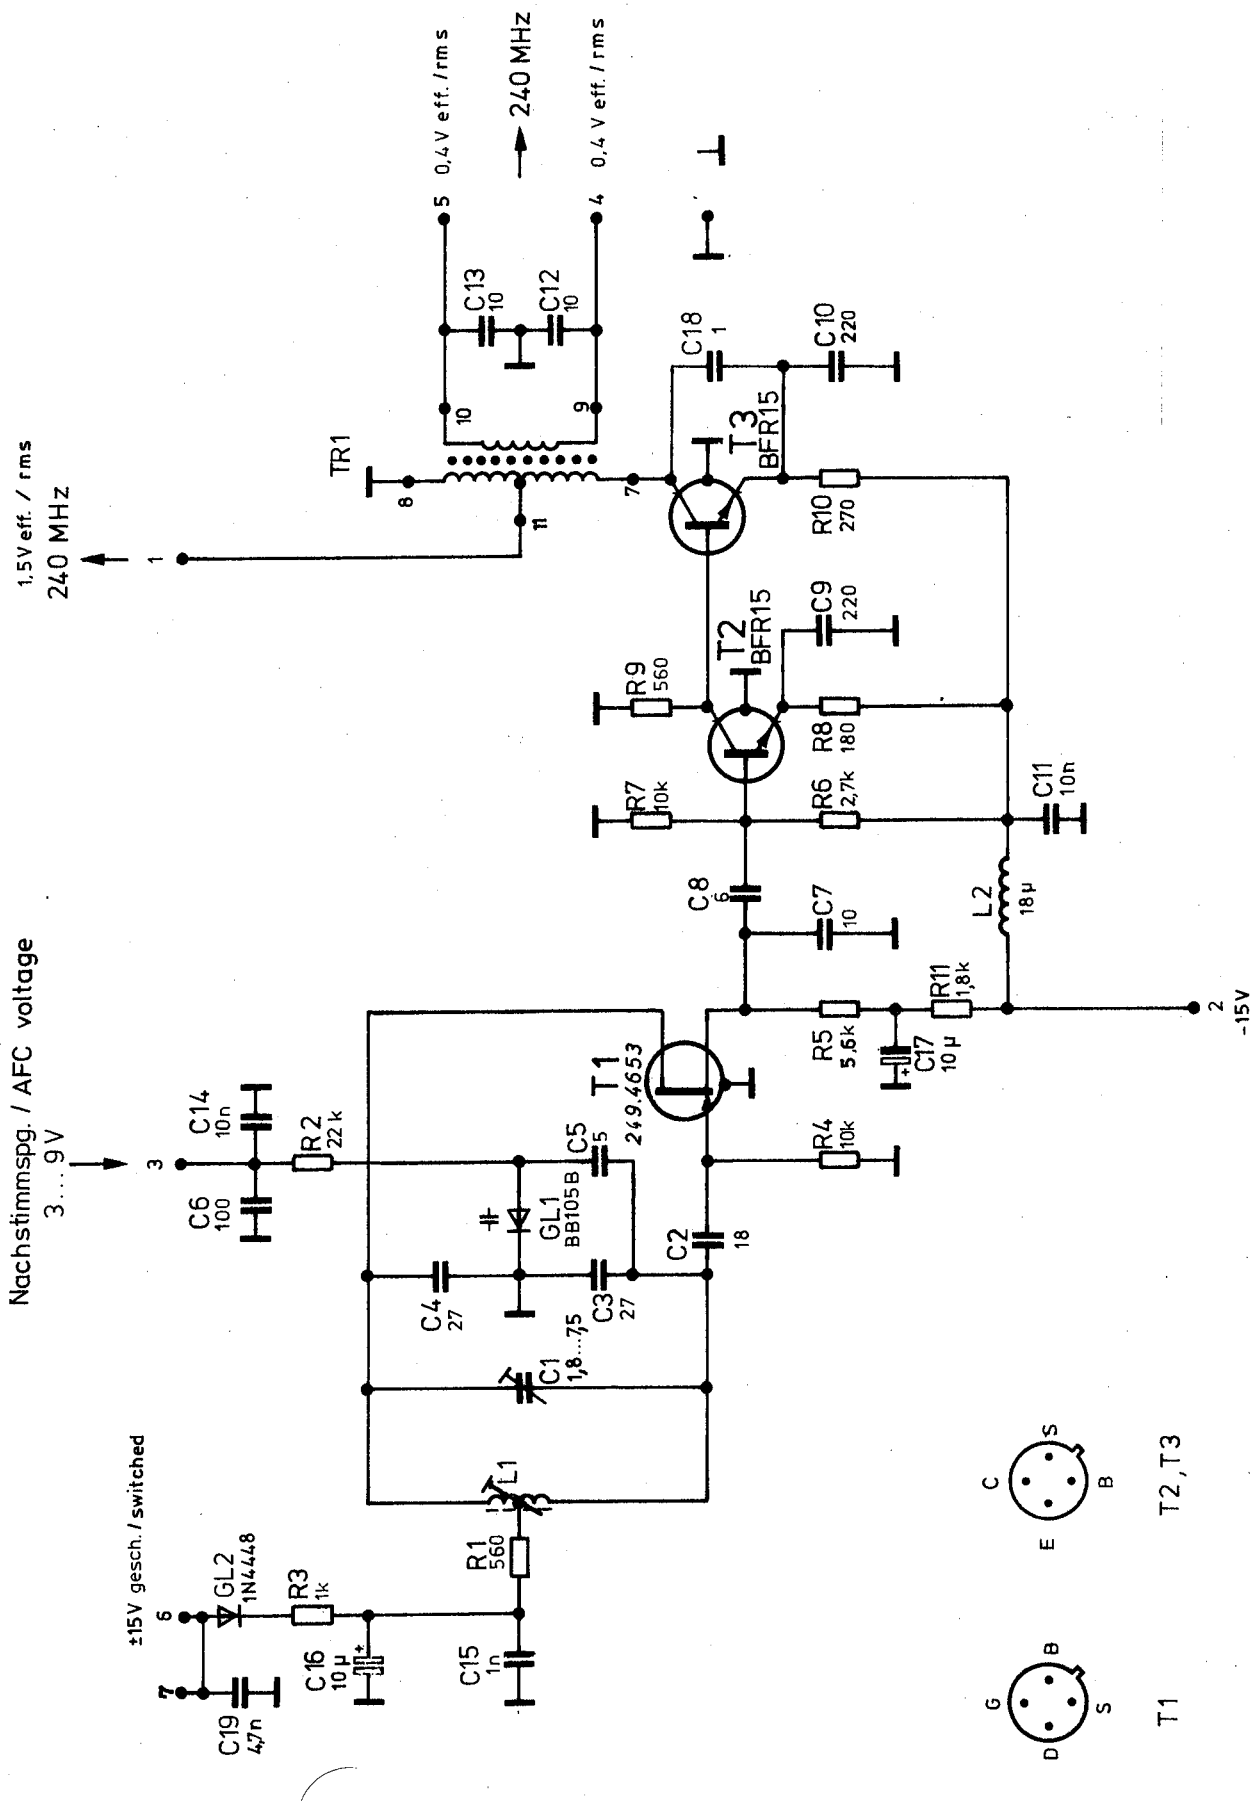 ±15V gesch./switched
7
6
C19
4,7n
GL2
1N4448
R3
1k
C16
10 µ
+
C15
1n
R1
560
L1
Nachstimmspg. / AFC voltage
3....9V
3
C6
100
C14
10n
R2
22k
C4
27
C1
1,8...7,5
GL1
BB105B
C3
27
C5
5
C2
18
T1
249.4653
R4
10k
R5
5,6k
+
C17
10 µ
R11
1,8k
2
-15V
C8
6
C7
10
L2
18µ
R7
10k
R6
2,7k
C11
10n
R9
560
T2
BFR15
R8
180
C9
220
1,5V eff. / rms
240 MHz
1
11
TR1
8
7
10
9
T3
BFR15
R10
270
C18
1
C10
220
C13
10
C12
10
5
0,4V eff./rms
240 MHz
4
0,4V eff./rms
G
D
B
S
T1
C
E
S
B
T2,T3